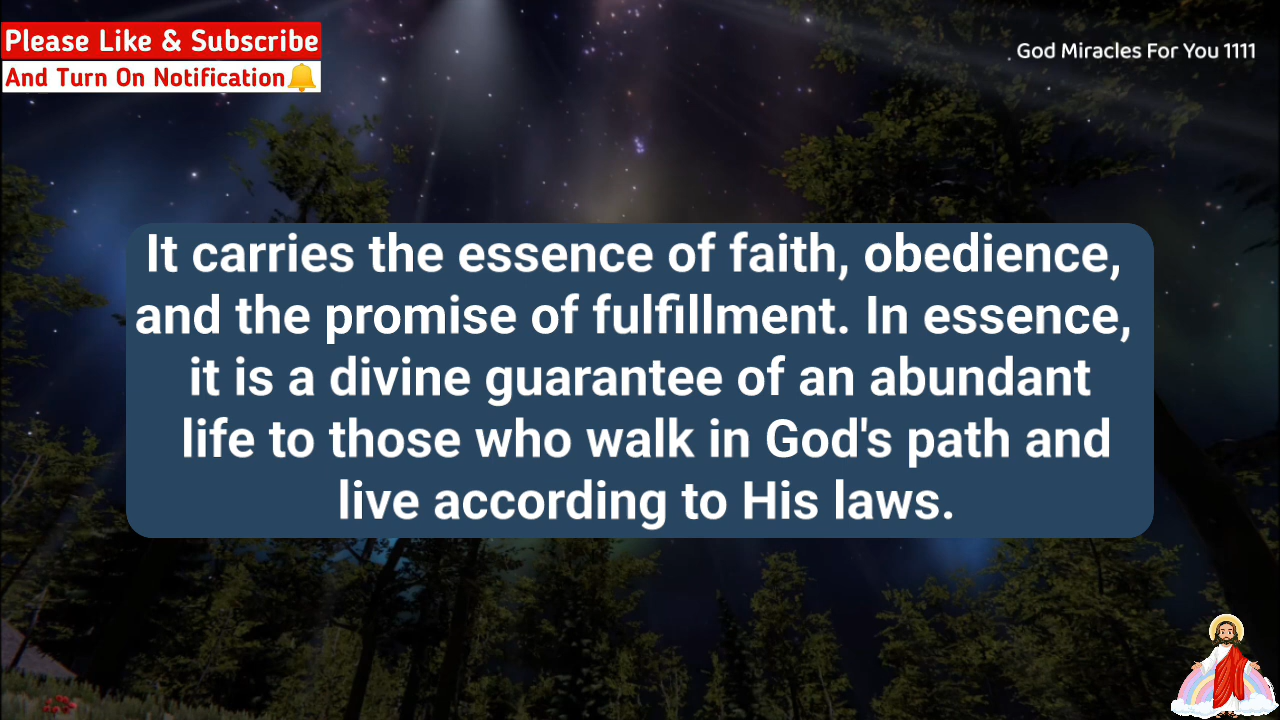 Please Like & Subscribe
And Turn On Notification
God Miracles For You 1111
It carries the essence of faith, obedience,
and the promise of fulfillment. In essence,
it is a divine guarantee of an abundant
life to those who walk in God's path and
live according to His laws.